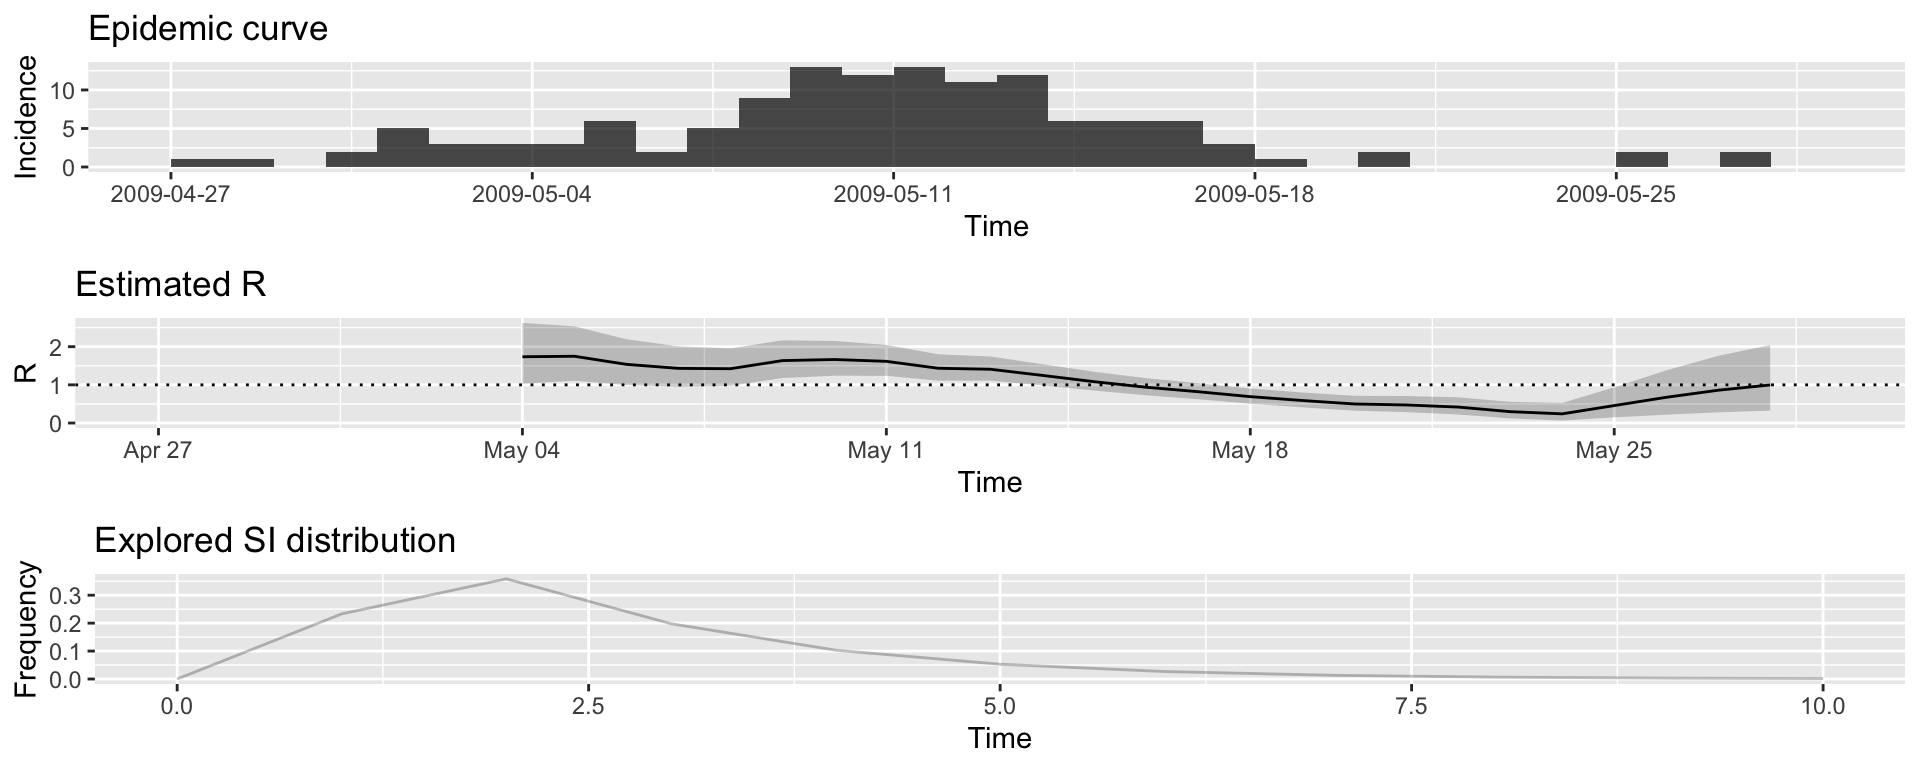 Epidemic curve
Incidence
10
5
0
2009-04-27 2009-05-04 2009-05-11 2009-05-18 2009-05-25
Time
Estimated R
R
2
1
0
Apr 27 May 04 May 11 May 18 May 25
Time
Explored SI distribution
Frequency
0.3
0.2
0.1
0.0
0.0 2.5 5.0 7.5 10.0
Time